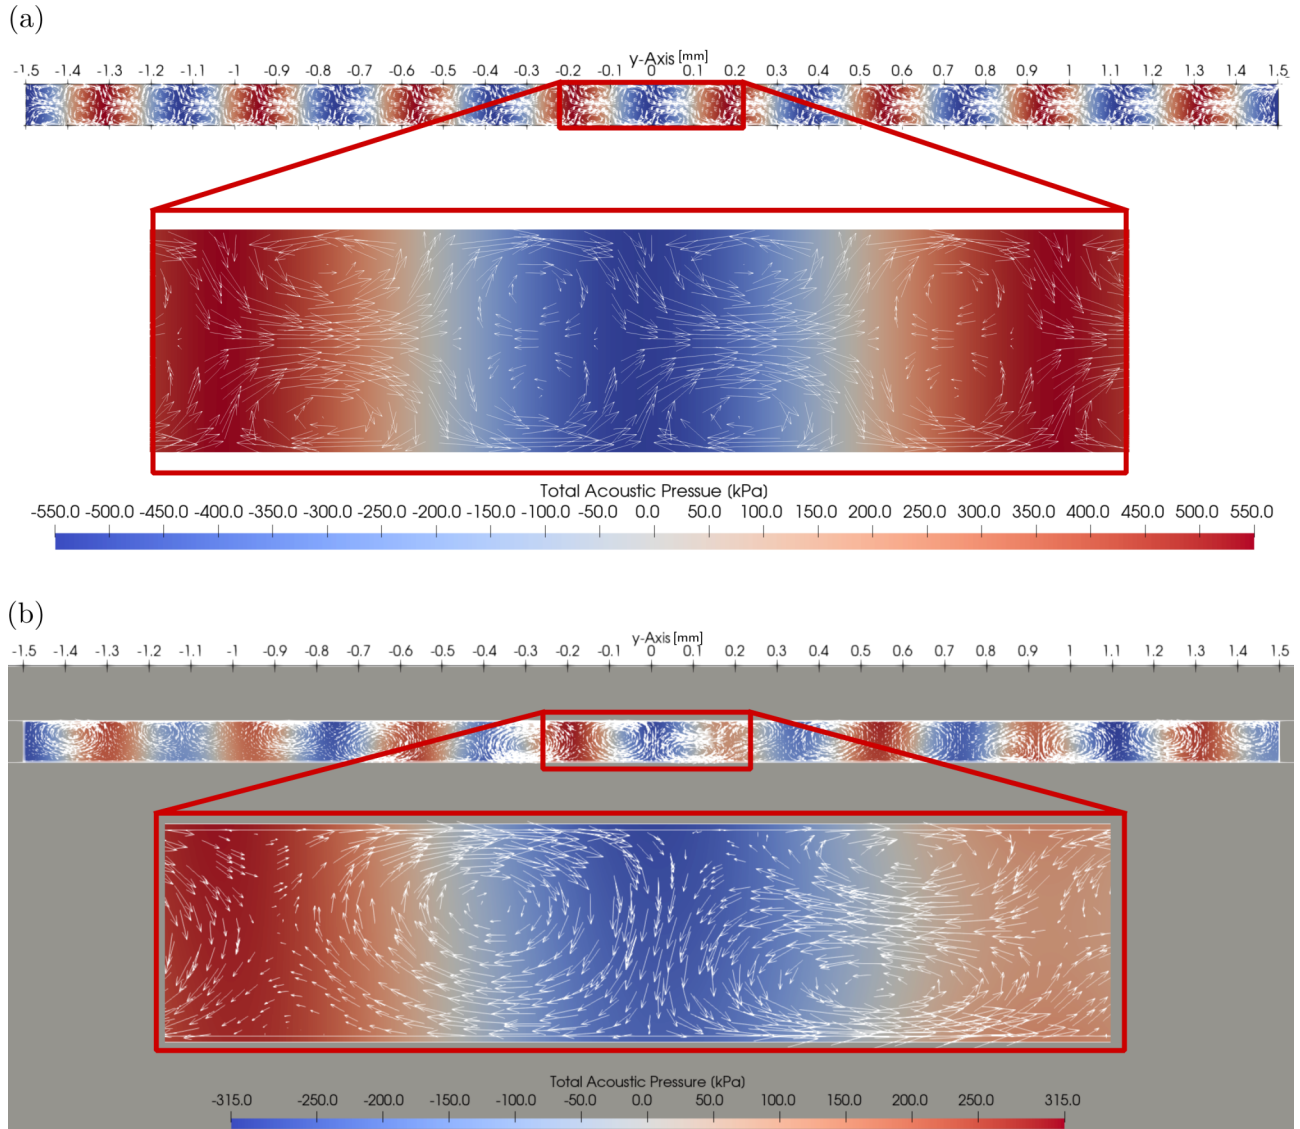 (a)
y-Axis [mm]
-1.5 -1.4 -1.3 -1.2 -1.1 -1 -0.9 -0.8 -0.7 -0.6 -0.5 -0.4 -0.3 -0.2 -0.1 0 0.1 0.2 0.3 0.4 0.5 0.6 0.7 0.8 0.9 1 1.1 1.2 1.3 1.4 1.5
Total Acoustic Pressue (kPa)
-550.0 -500.0 -450.0 -400.0 -350.0 -300.0 -250.0 -200.0 -150.0 -100.0 -50.0 0.0 50.0 100.0 150.0 200.0 250.0 300.0 350.0 400.0 450.0 500.0 550.0
(b)
y-Axis [mm]
-1.5 -1.4 -1.3 -1.2 -1.1 -1 -0.9 -0.8 -0.7 -0.6 -0.5 -0.4 -0.3 -0.2 -0.1 0 0.1 0.2 0.3 0.4 0.5 0.6 0.7 0.8 0.9 1 1.1 1.2 1.3 1.4 1.5
Total Acoustic Pressure (kPa)
-315.0 -250.0 -200.0 -150.0 -100.0 -50.0 0.0 50.0 100.0 150.0 200.0 250.0 315.0